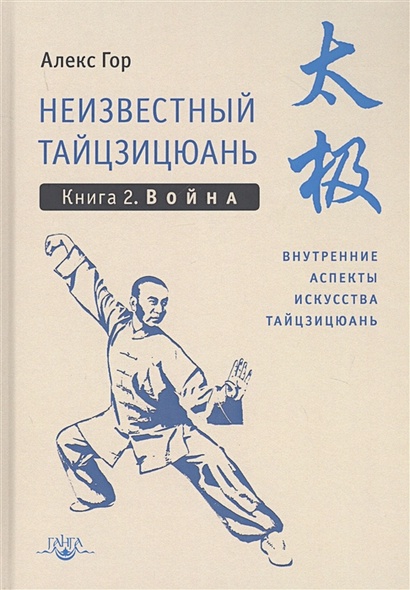 Алекс Гор
НЕИЗВЕСТНЫЙ
ТАЙЦЗИЦЮАНЬ
Книга 2. Война
太极
ВНУТРЕННИЕ
АСПЕКТЫ
ИСКУССТВА
ТАЙЦЗИЦЮАНЬ
ГАНГА